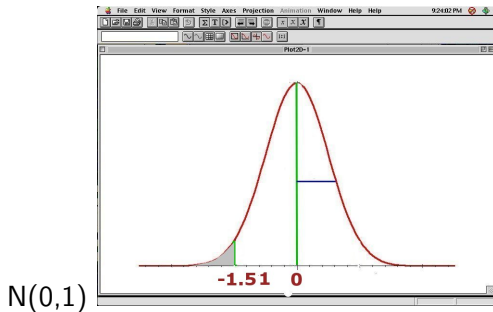 File Edit View Format Style Axes Projection Animation Window Help Help 9:24:02 PM
Σ T
x x X ¶
Plot2D-1
-1.51 0
N(0,1)